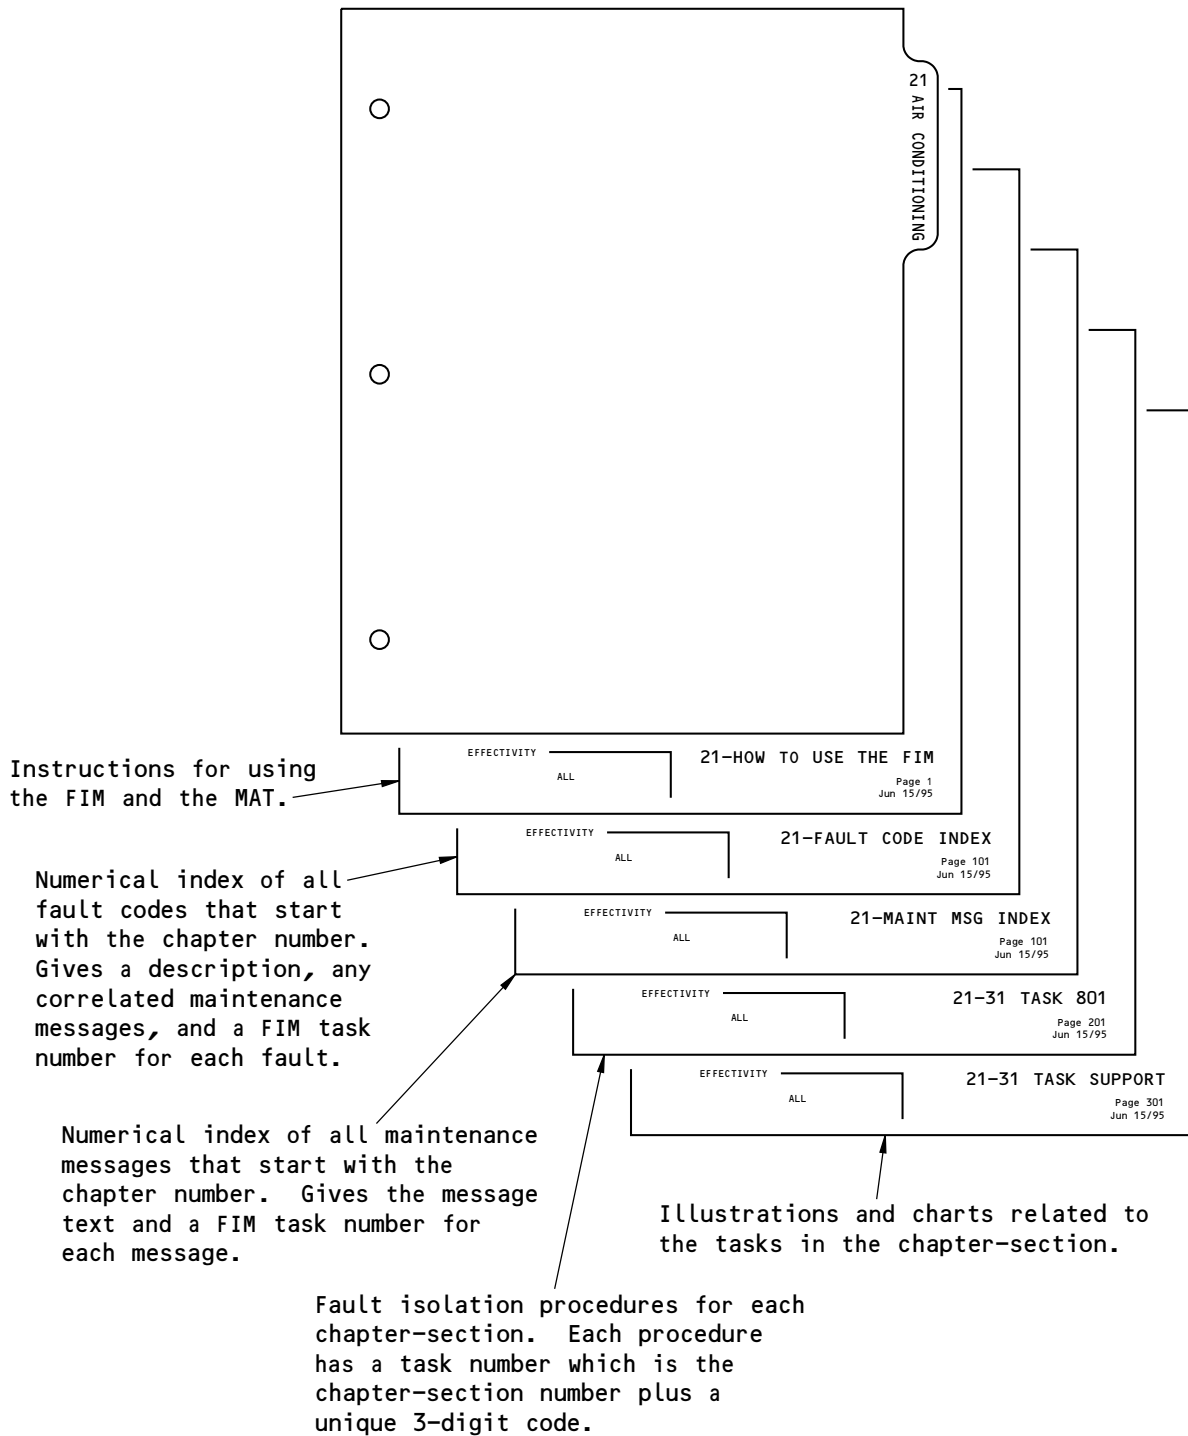 21 AIR CONDITIONING
EFFECTIVITY
ALL
21-HOW TO USE THE FIM
Page 1
Jun 15/95
Instructions for using
the FIM and the MAT.
EFFECTIVITY
ALL
21-FAULT CODE INDEX
Page 101
Jun 15/95
Numerical index of all
fault codes that start
with the chapter number.
Gives a description, any
correlated maintenance
messages, and a FIM task
number for each fault.
EFFECTIVITY
ALL
21-MAINT MSG INDEX
Page 101
Jun 15/95
EFFECTIVITY
ALL
21-31 TASK 801
Page 201
Jun 15/95
EFFECTIVITY
ALL
21-31 TASK SUPPORT
Page 301
Jun 15/95
Numerical index of all maintenance
messages that start with the
chapter number.  Gives the message
text and a FIM task number for
each message.
Illustrations and charts related to
the tasks in the chapter-section.
Fault isolation procedures for each
chapter-section.  Each procedure
has a task number which is the
chapter-section number plus a
unique 3-digit code.